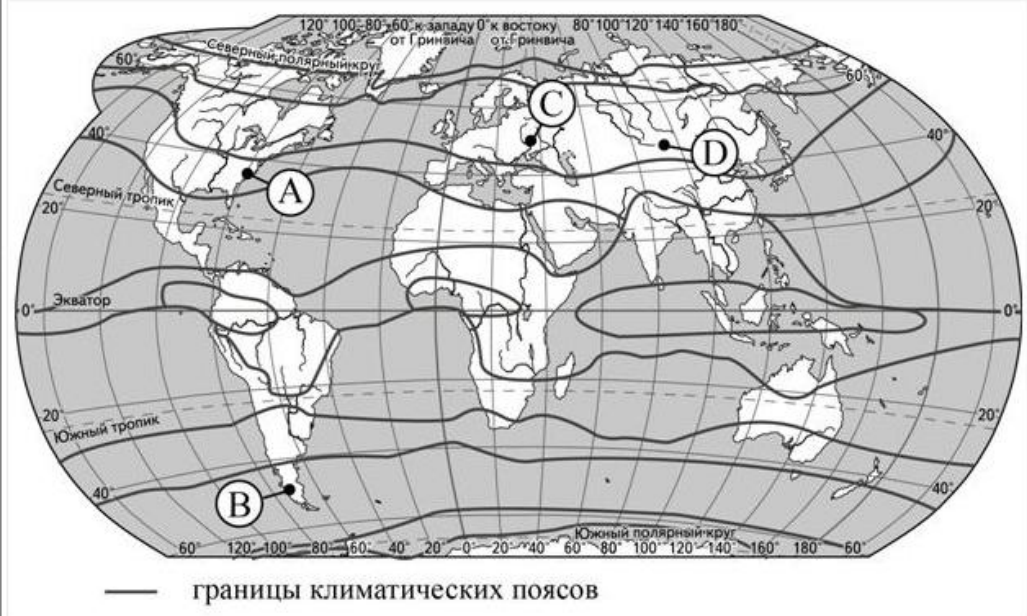 120° 100° 80° 60° к западу 0° к востоку 80° 100° 120° 140° 160° 180°
от Гринвича от Гринвича
Северный полярный круг
60° 60°
C
40° 40°
D
A
Северный тропик
20° 20°
Экватор
0° 0°
20° 20°
Южный тропик
40° 40°
B
Южный полярный круг
60° 120° 100° 80° 60° 40° 20° 0° 20° 40° 60° 80° 100° 120° 140° 160° 180° 60°
границы климатических поясов